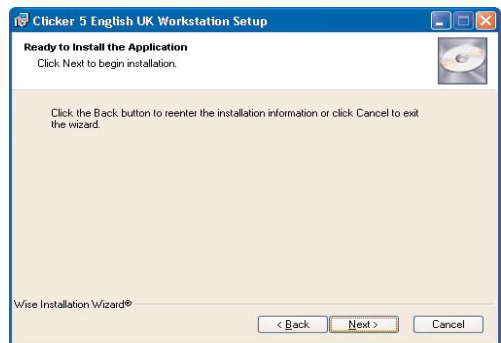 Clicker 5 English UK Workstation Setup
Ready to Install the Application
Click Next to begin installation.
Click the Back button to reenter the installation information or click Cancel to exit
the wizard.
Wise Installation Wizard®
< Back Next > Cancel